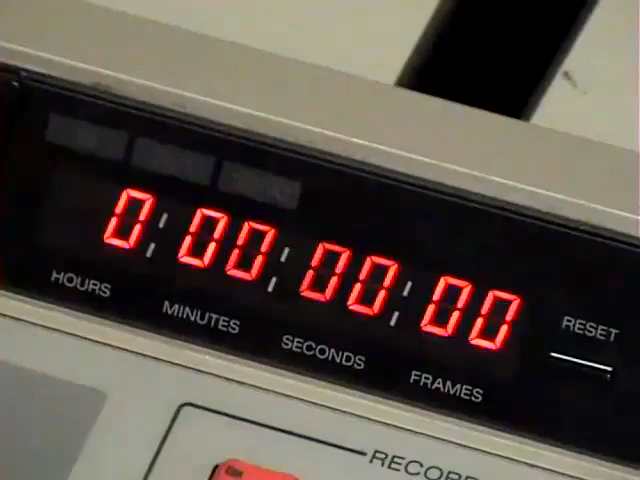 0:00:00:00
HOURS MINUTES SECONDS FRAMES
RESET
RECORD